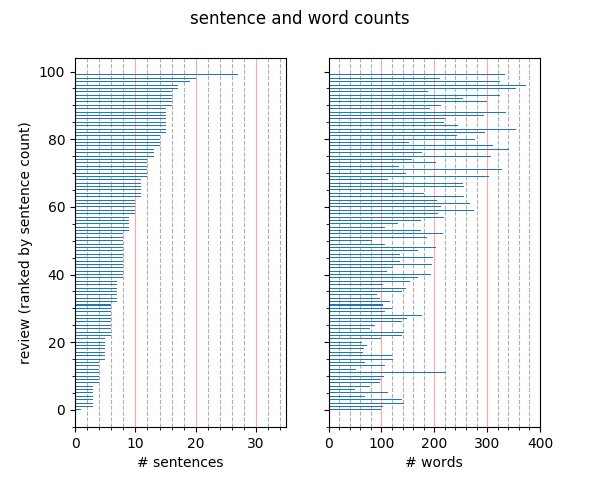 sentence and word counts
review (ranked by sentence count)
100
80
60
40
20
0
0 10 20 30
# sentences
0 100 200 300 400
# words